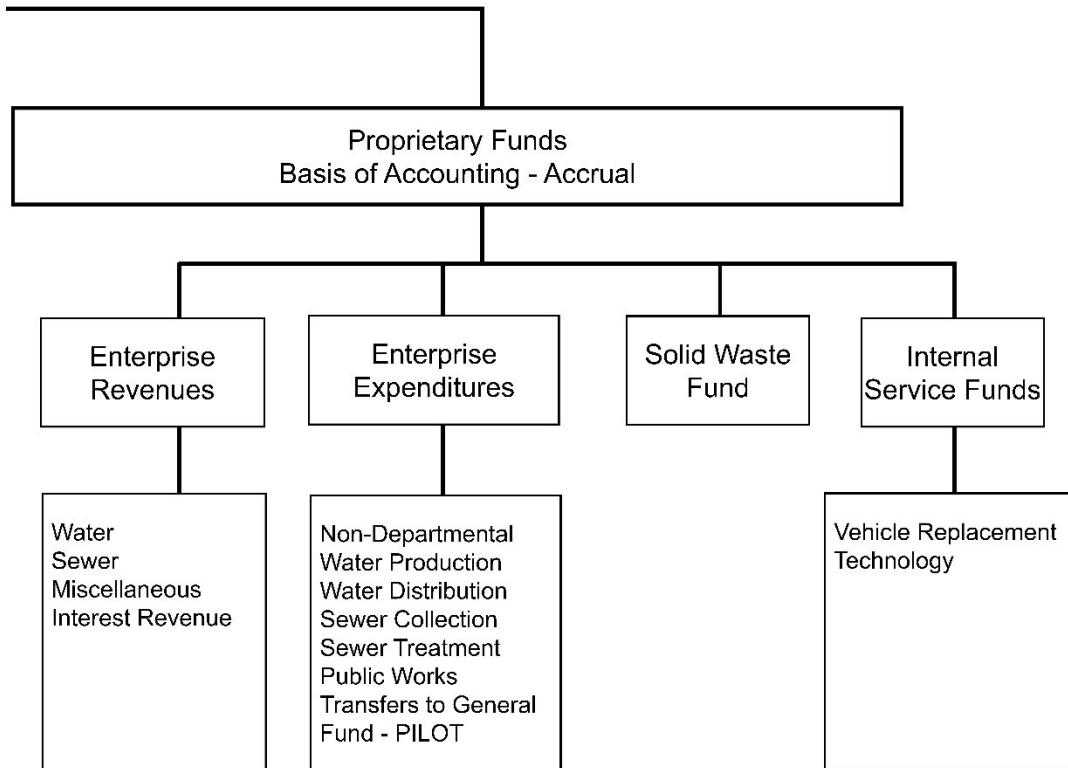 Proprietary Funds
Basis of Accounting - Accrual
Enterprise
Revenues
Enterprise
Expenditures
Solid Waste
Fund
Internal
Service Funds
Water
Sewer
Miscellaneous
Interest Revenue
Non-Departmental
Water Production
Water Distribution
Sewer Collection
Sewer Treatment
Public Works
Transfers to General
Fund - PILOT
Vehicle Replacement
Technology